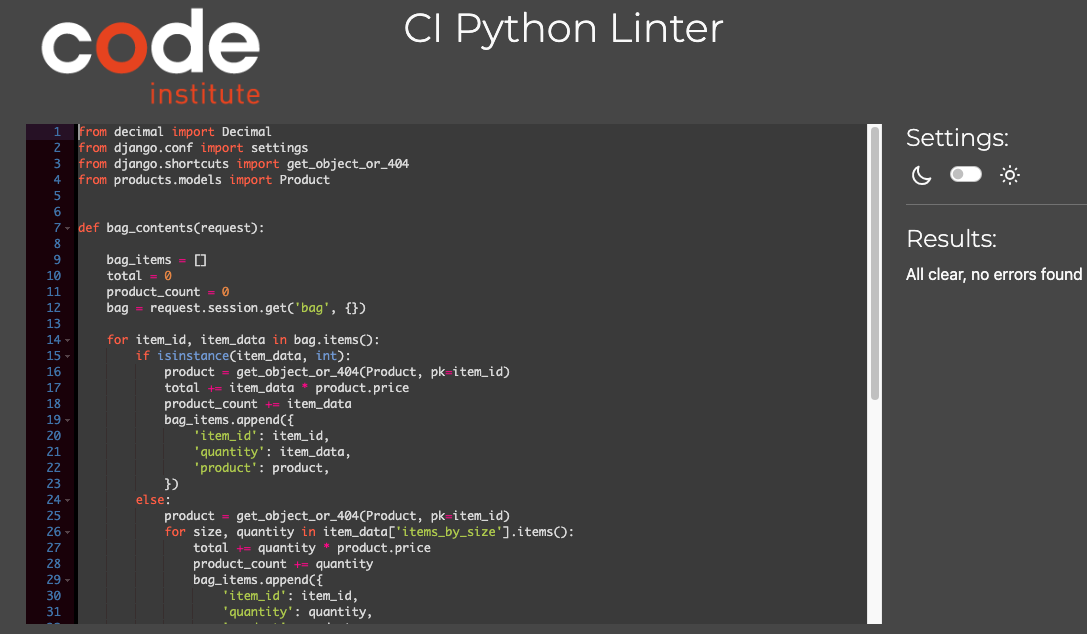 code
institute
CI Python Linter
1 from decimal import Decimal
2 from django.conf import settings
3 from django.shortcuts import get_object_or_404
4 from products.models import Product
5
6
7 def bag_contents(request):
8
9     bag_items = []
10     total = 0
11     product_count = 0
12     bag = request.session.get('bag', {})
13
14     for item_id, item_data in bag.items():
15         if isinstance(item_data, int):
16             product = get_object_or_404(Product, pk=item_id)
17             total += item_data * product.price
18             product_count += item_data
19             bag_items.append({
20                 'item_id': item_id,
21                 'quantity': item_data,
22                 'product': product,
23             })
24         else:
25             product = get_object_or_404(Product, pk=item_id)
26             for size, quantity in item_data['items_by_size'].items():
27                 total += quantity * product.price
28                 product_count += quantity
29                 bag_items.append({
30                     'item_id': item_id,
31                     'quantity': quantity,
Settings:
Results:
All clear, no errors found